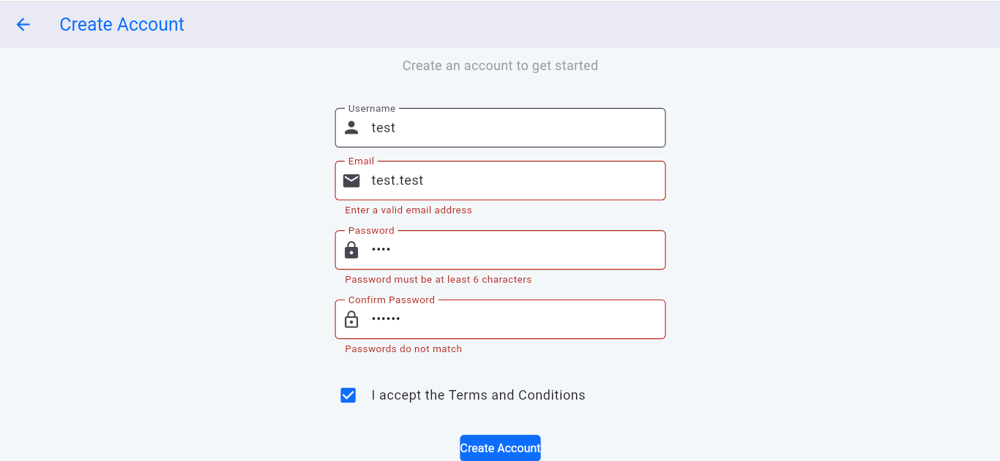 Create Account
Create an account to get started
Username
test
Email
test.test
Enter a valid email address
Password
••••
Password must be at least 6 characters
Confirm Password
••••••
Passwords do not match
I accept the Terms and Conditions
Create Account